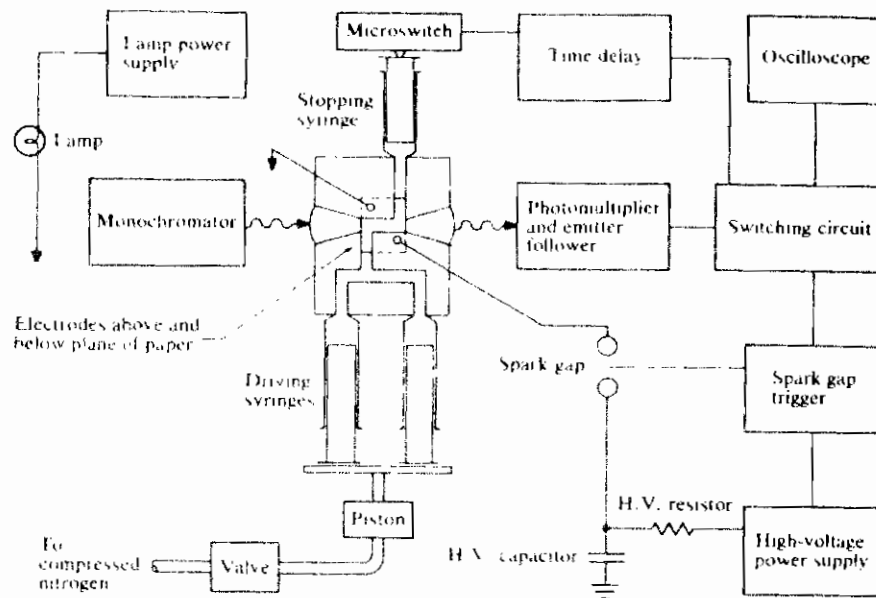 Lamp power
supply
Lamp
Microswitch
Time delay
Oscilloscope
Stopping
syringe
Monochromator
Photomultiplier
and emitter
follower
Switching circuit
Electrodes above and
below plane of paper
Driving
syringes
Spark gap
Spark gap
trigger
Piston
H.V. resistor
To
compressed
nitrogen
Valve
H.V. capacitor
High-voltage
power supply